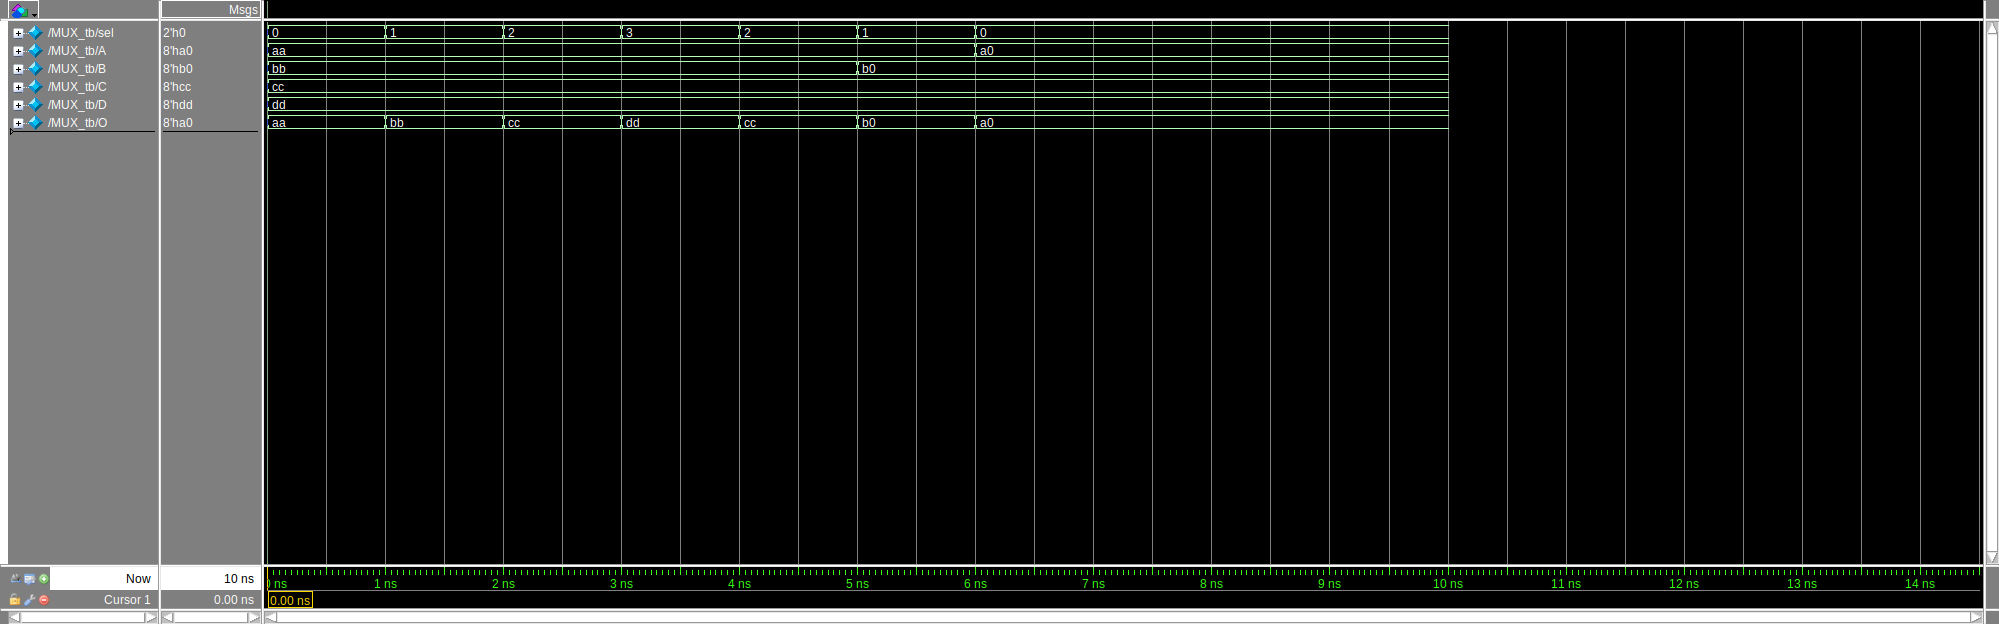 Msgs
/MUX_tb/sel 2'h0 0 1 2 3 2 1 0
/MUX_tb/A 8'ha0 aa a0
/MUX_tb/B 8'hb0 bb b0
/MUX_tb/C 8'hcc cc
/MUX_tb/D 8'hdd dd
/MUX_tb/O 8'ha0 aa bb cc dd cc b0 a0
Now 10 ns ns 1 ns 2 ns 3 ns 4 ns 5 ns 6 ns 7 ns 8 ns 9 ns 10 ns 11 ns 12 ns 13 ns 14 ns
Cursor 1 0.00 ns 0.00 ns